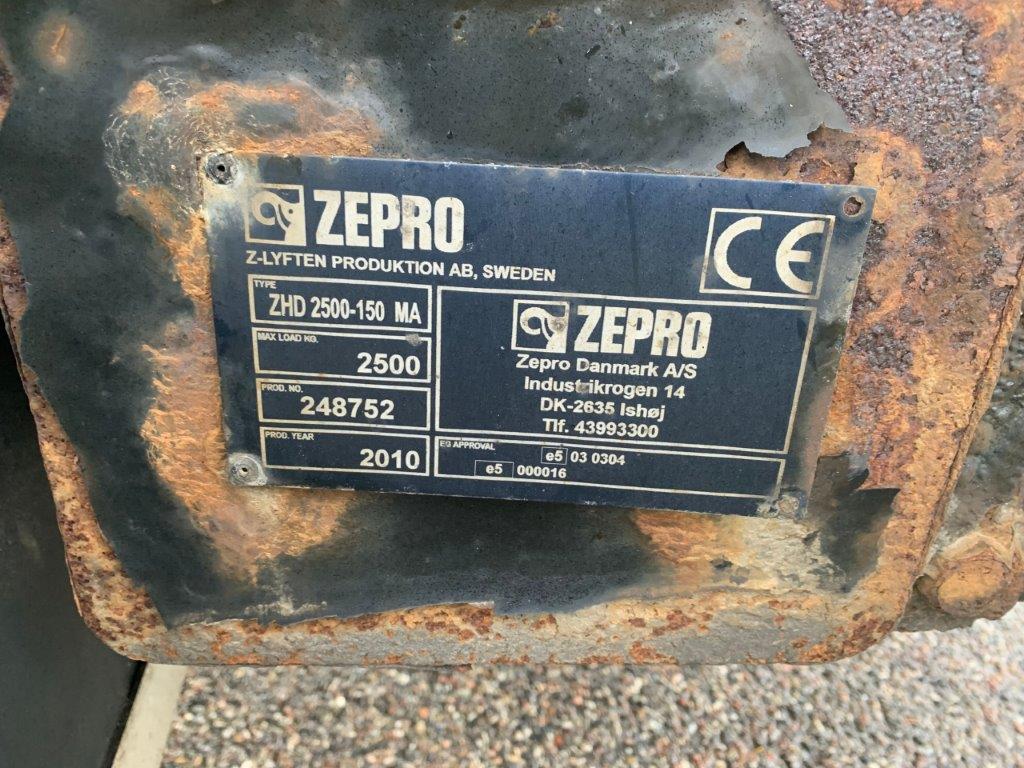 ZEPRO
CE
Z-LYFTEN PRODUKTION AB, SWEDEN
TYPE
ZHD 2500-150 MA
MAX LOAD KG.
2500
PROD. NO.
248752
PROD. YEAR
2010
ZEPRO
Zepro Danmark A/S
Industrikrogen 14
DK-2635 Ishøj
Tlf. 43993300
EG APPROVAL
e5 03 0304
e5 000016